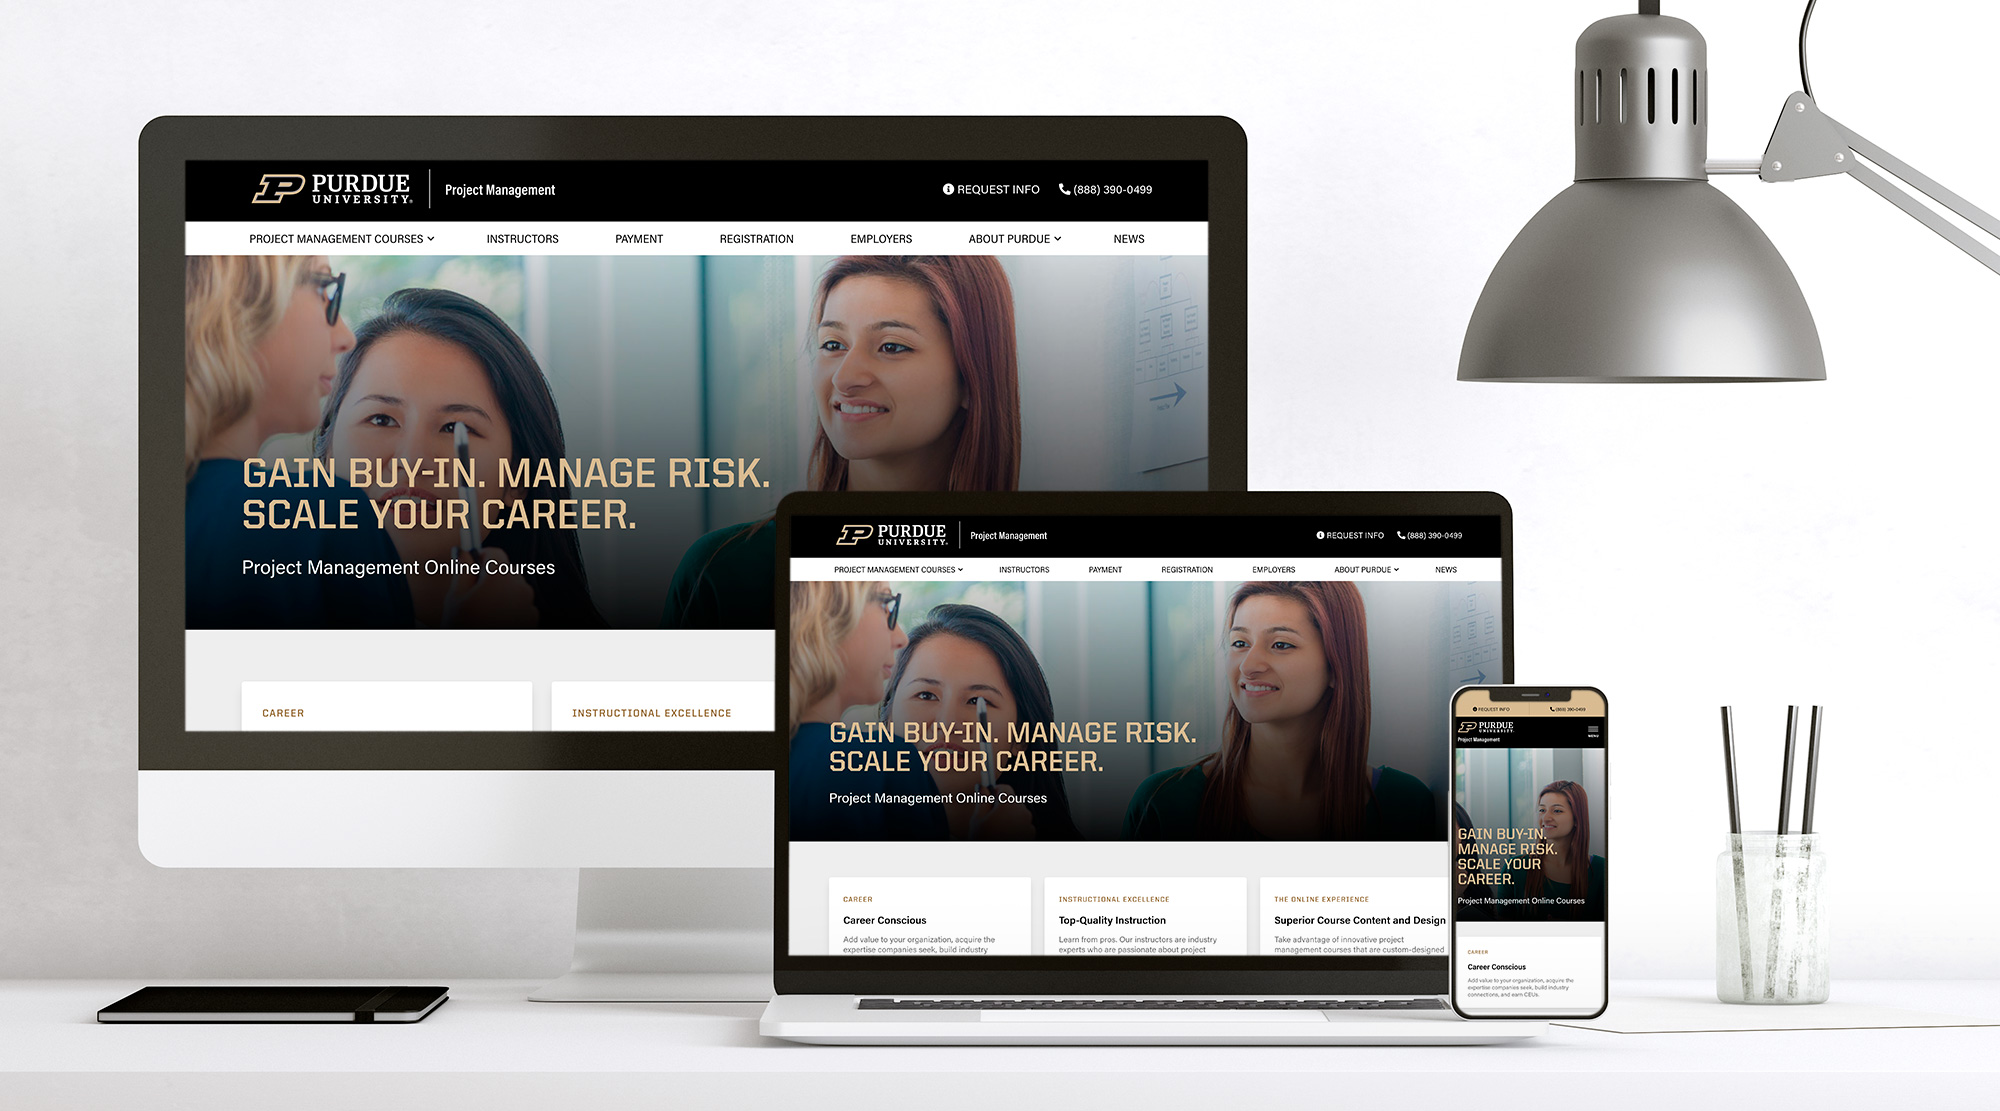 PURDUE
UNIVERSITY®
Project Management
REQUEST INFO
(888) 390-0499
PROJECT MANAGEMENT COURSES
INSTRUCTORS
PAYMENT
REGISTRATION
EMPLOYERS
ABOUT PURDUE
NEWS
GAIN BUY-IN. MANAGE RISK.
SCALE YOUR CAREER.
Project Management Online Courses
CAREER
INSTRUCTIONAL EXCELLENCE
PURDUE
UNIVERSITY®
Project Management
REQUEST INFO
(888) 390-0499
PROJECT MANAGEMENT COURSES
INSTRUCTORS
PAYMENT
REGISTRATION
EMPLOYERS
ABOUT PURDUE
NEWS
GAIN BUY-IN. MANAGE RISK.
SCALE YOUR CAREER.
Project Management Online Courses
CAREER
Career Conscious
Add value to your organization, acquire the
expertise companies seek, build industry
INSTRUCTIONAL EXCELLENCE
Top-Quality Instruction
Learn from pros. Our instructors are industry
experts who are passionate about project
THE ONLINE EXPERIENCE
Superior Course Content and Design
Take advantage of innovative project
management courses that are custom-designed
REQUEST INFO
(888) 390-0499
PURDUE
UNIVERSITY®
Project Management
MENU
GAIN BUY-IN.
MANAGE RISK.
SCALE YOUR
CAREER.
Project Management Online Courses
CAREER
Career Conscious
Add value to your organization, acquire the
expertise companies seek, build industry
connections, and earn CEUs.